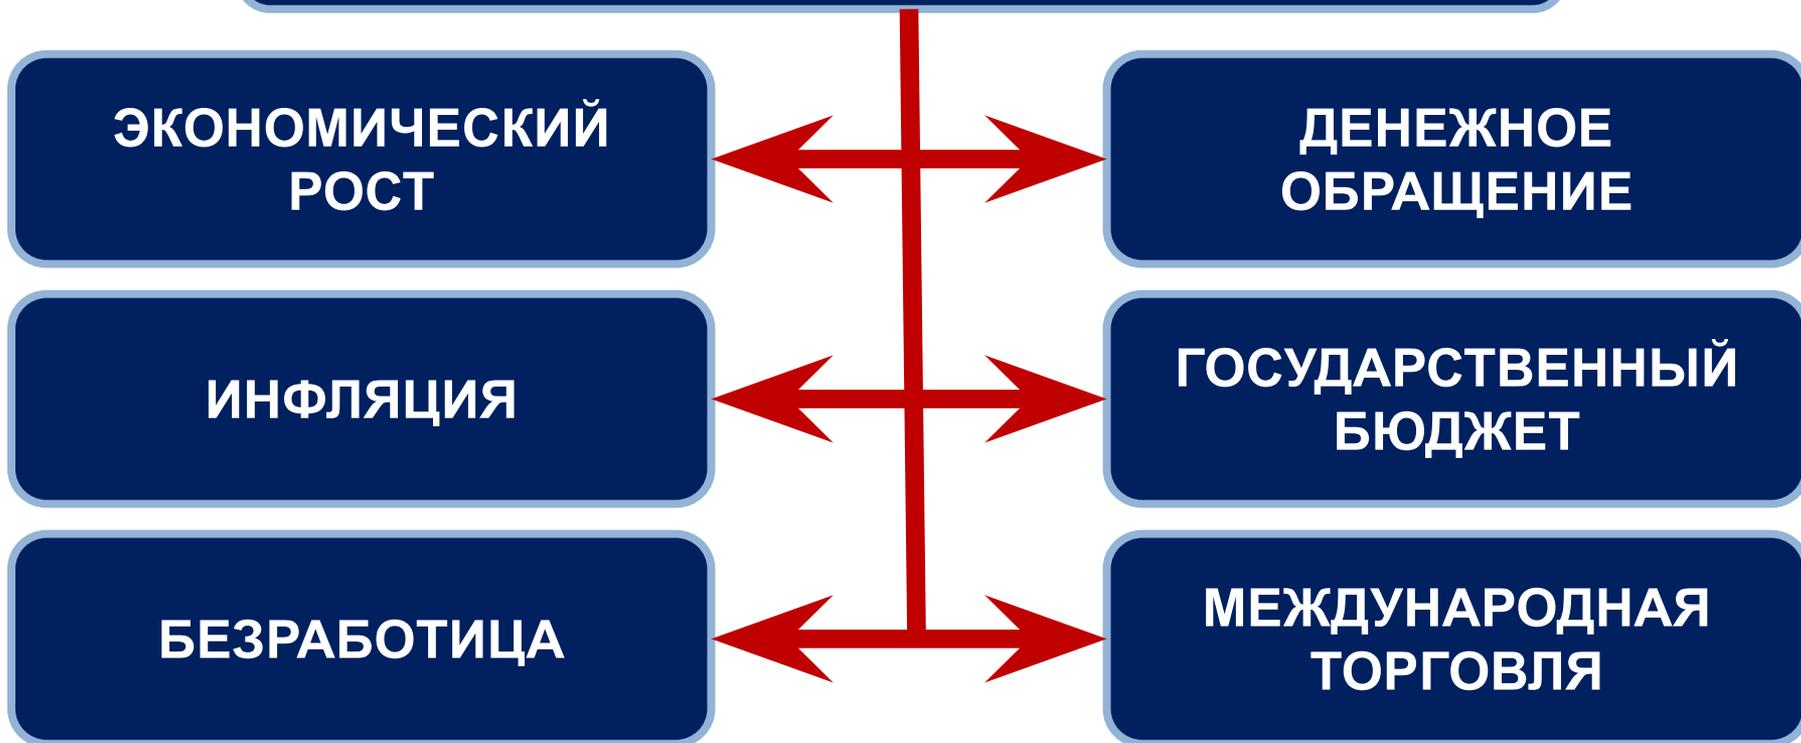 ЭКОНОМИЧЕСКИЙ
РОСТ
ДЕНЕЖНОЕ
ОБРАЩЕНИЕ
ИНФЛЯЦИЯ
ГОСУДАРСТВЕННЫЙ
БЮДЖЕТ
БЕЗРАБОТИЦА
МЕЖДУНАРОДНАЯ
ТОРГОВЛЯ